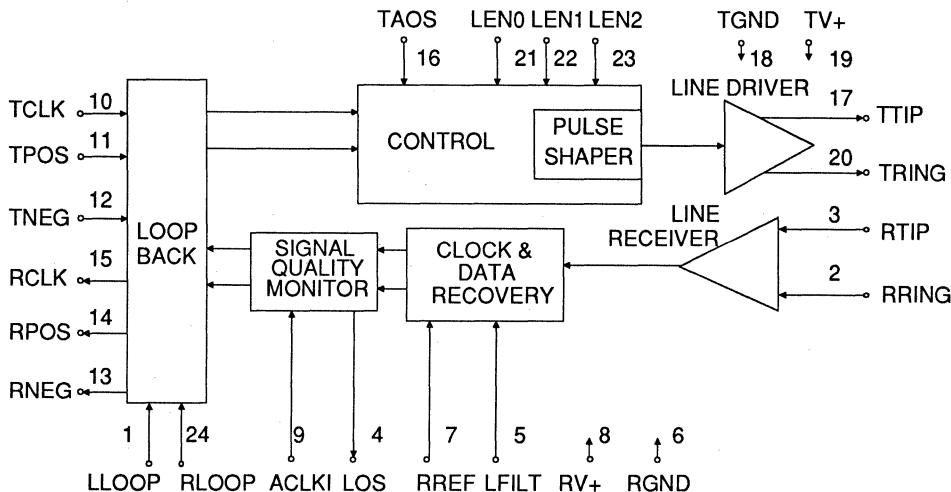 TAOS LEN0 LEN1 LEN2 TGND TV+
16 21 22 23 18 19
LINE DRIVER
TCLK 10
TPOS 11
TNEG 12
RCLK 15
RPOS 14
RNEG 13
LOOP
BACK
CONTROL
PULSE
SHAPER
17 TTIP
20 TRING
LINE
RECEIVER
3 RTIP
2 RRING
SIGNAL
QUALITY
MONITOR
CLOCK &
DATA
RECOVERY
1 24 9 4 7 5 8 6
LLOOP RLOOP ACLKI LOS RREF LFILT RV+ RGND